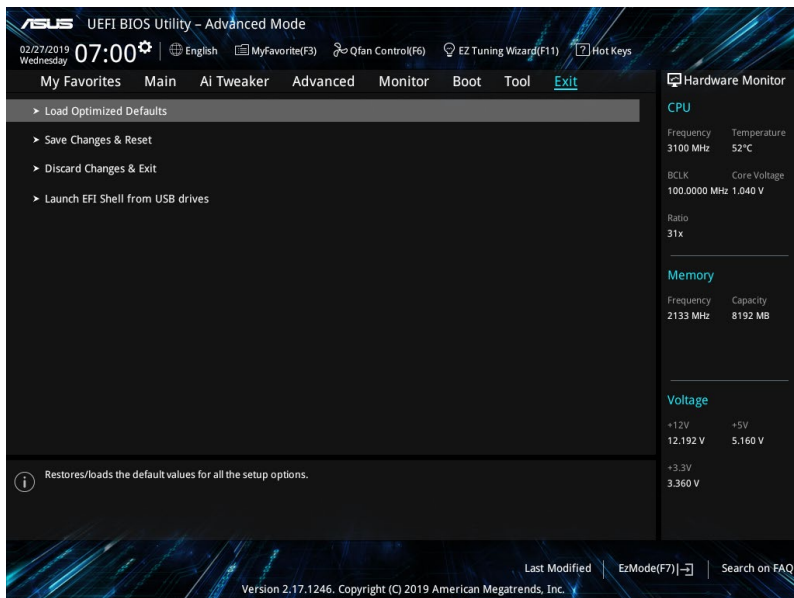 ASUS UEFI BIOS Utility – Advanced Mode
02/27/2019 Wednesday 07:00 English MyFavorite(F3) Qfan Control(F6) EZ Tuning Wizard(F11) ? Hot Keys
My Favorites Main Ai Tweaker Advanced Monitor Boot Tool Exit
Load Optimized Defaults
Save Changes & Reset
Discard Changes & Exit
Launch EFI Shell from USB drives
Hardware Monitor
CPU
Frequency Temperature
3100 MHz 52°C
BCLK Core Voltage
100.0000 MHz 1.040 V
Ratio
31x
Memory
Frequency Capacity
2133 MHz 8192 MB
Voltage
+12V +5V
12.192 V 5.160 V
+3.3V
3.360 V
i Restores/loads the default values for all the setup options.
Last Modified EzMode(F7) Search on FAQ
Version 2.17.1246. Copyright (C) 2019 American Megatrends, Inc.